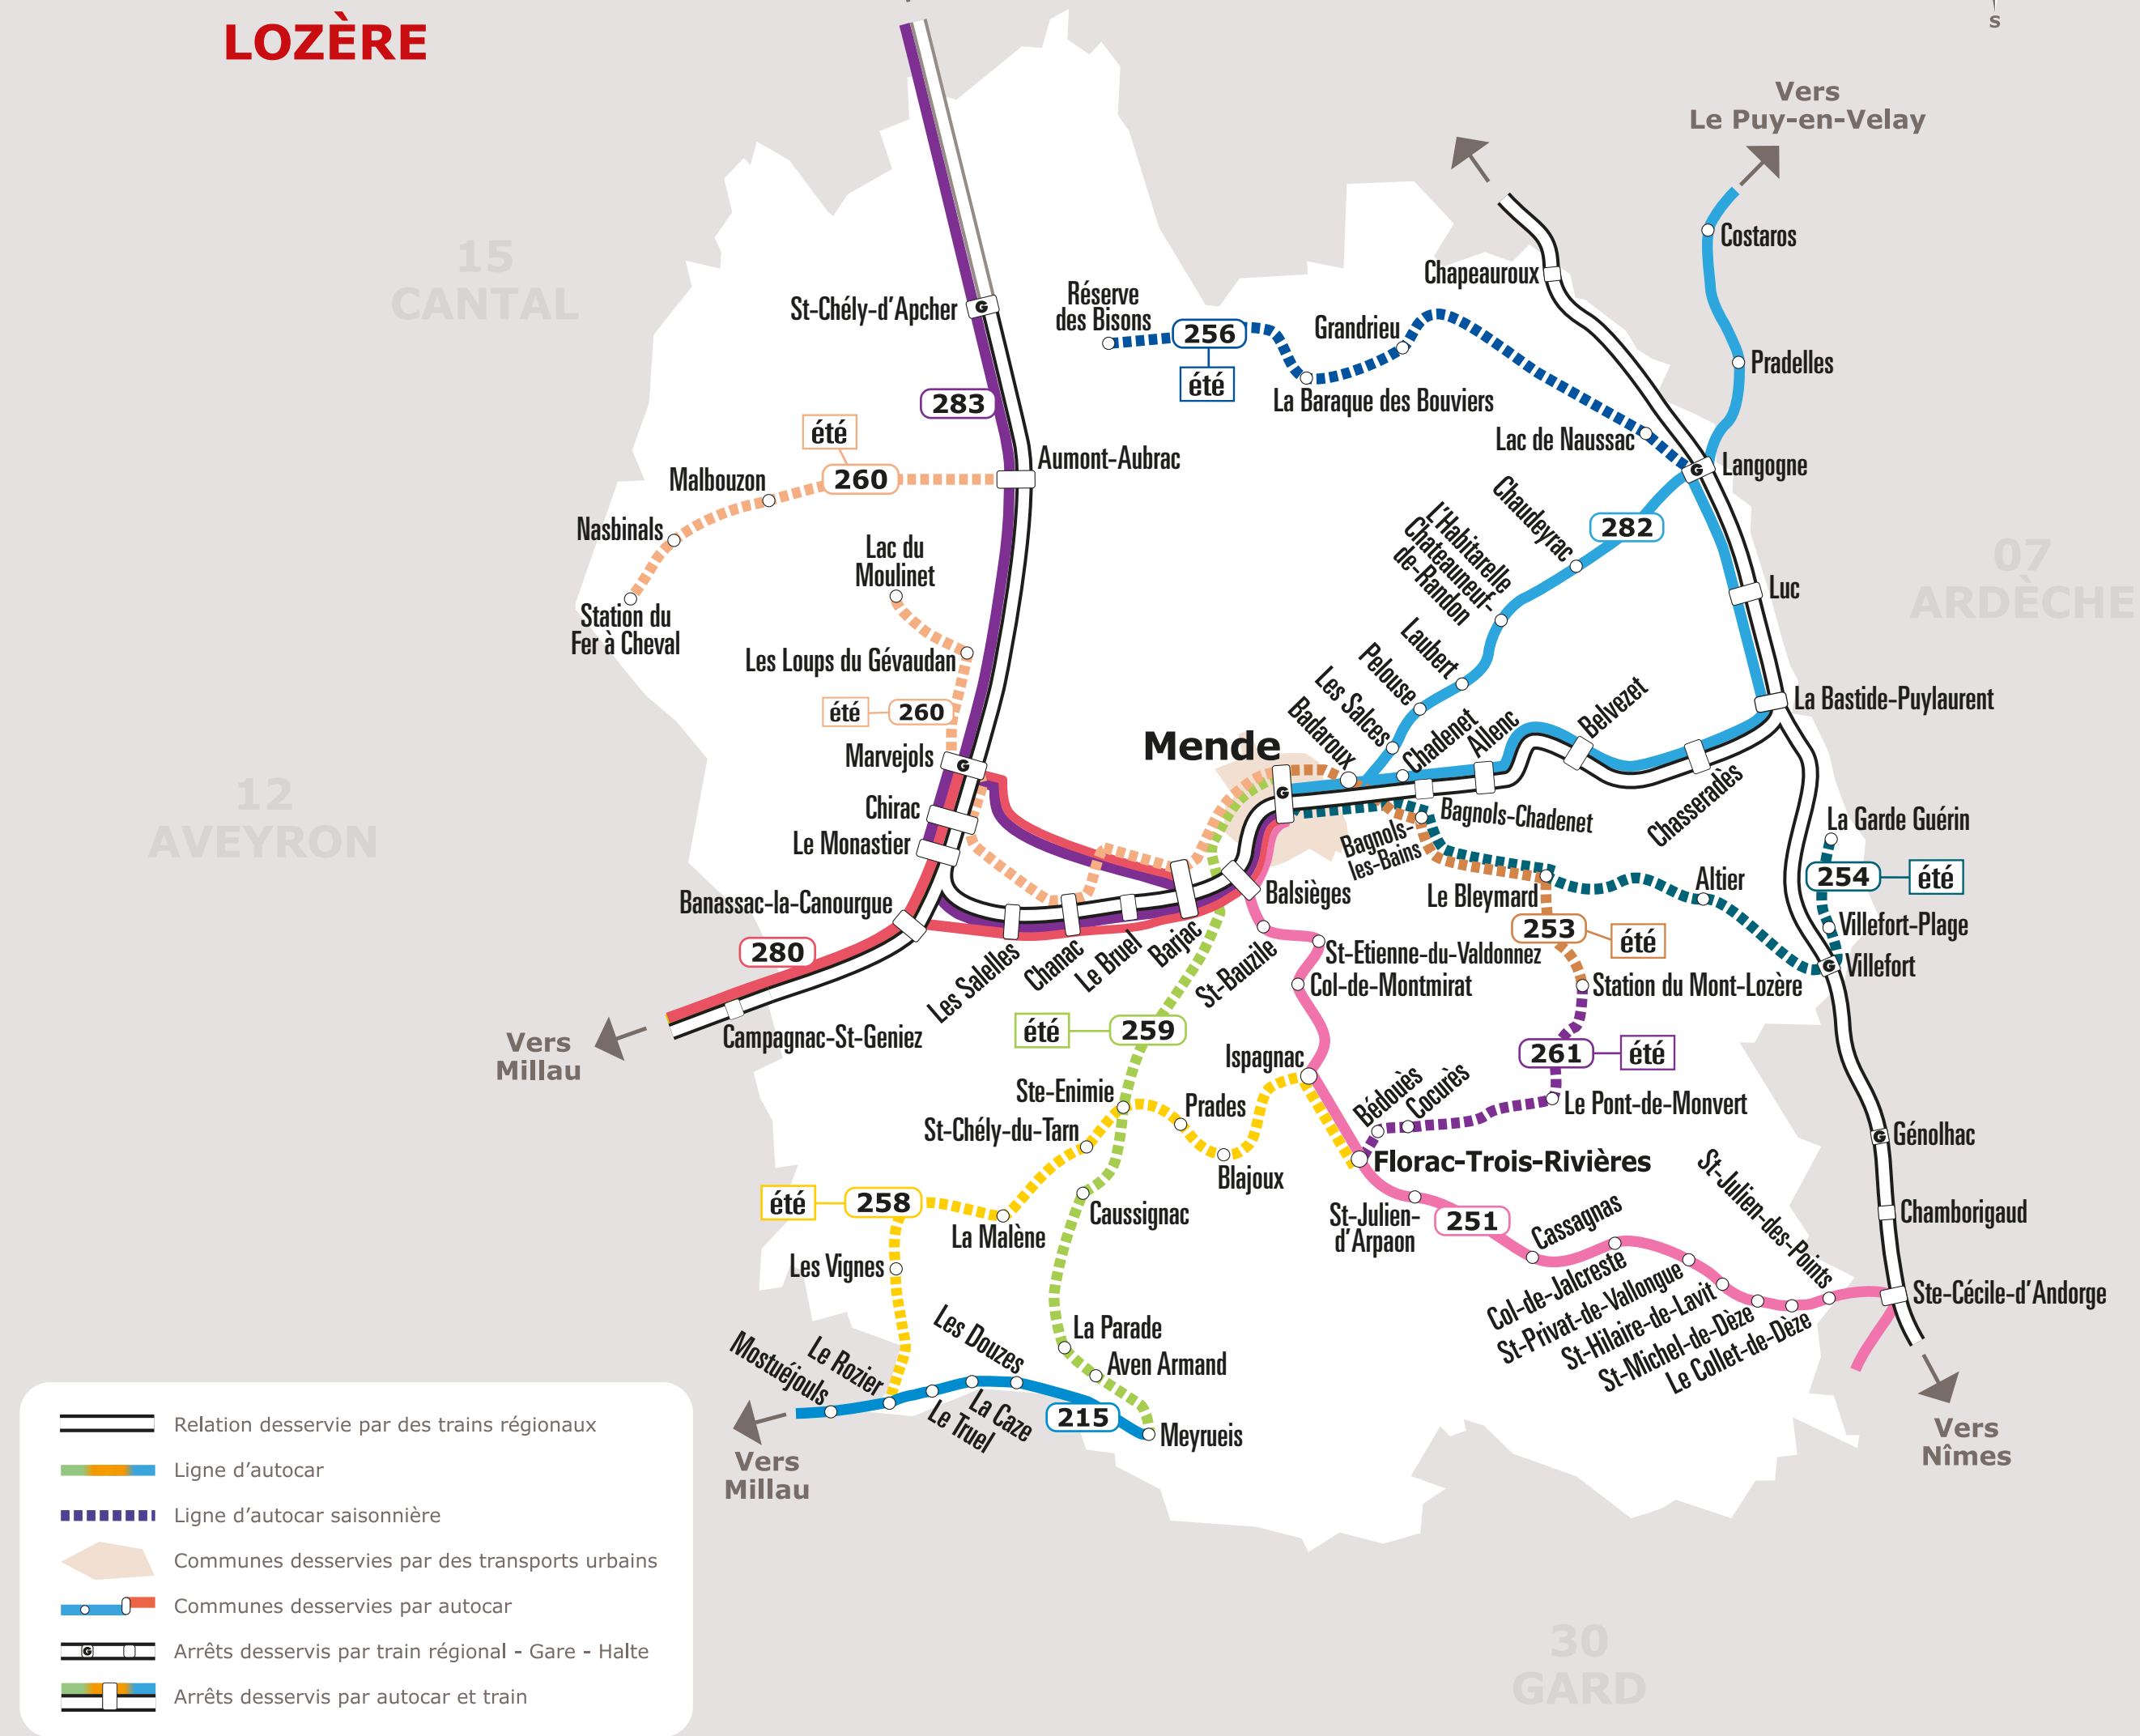 LOZÈRE
S
Vers
Le Puy-en-Velay
15
CANTAL
Costaros
Chapeauroux
Réserve
des Bisons
St-Chély-d'Apcher
256
Grandrieu
été
Pradelles
283
La Baraque des Bouviers
été
Lac de Naussac
Aumont-Aubrac
Langogne
260
Malbouzon
Nasbinals
Chaudeyrac
282
L'Habitarelle
Chateauneuf-
de-Randon
07
ARDÈCHE
Lac du
Moulinet
Luc
Station du
Fer à Cheval
Les Loups du Gévaudan
Laubert
Pelouse
Les Salces
Badaroux
La Bastide-Puylaurent
été
260
Mende
Chadenet
Allenc
Belvezet
Marvejols
Chirac
12
AVEYRON
Le Monastier
Bagnols-Chadenet
Chasseradès
La Garde Guérin
Bagnols-
les-Bains
254
été
Altier
Balsièges
Le Bleymard
Banassac-la-Canourgue
Villefort-Plage
253
été
280
St-Etienne-du-Valdonnez
Villefort
Les Salelles
Chanac
Le Bruel
Barjac
St-Bauzile
Col-de-Montmirat
Station du Mont-Lozère
Campagnac-St-Geniez
Vers
Millau
été
259
Ispagnac
261
été
Ste-Enimie
Prades
Bédouès
Cocurès
Le Pont-de-Monvert
St-Chély-du-Tarn
Génolhac
Blajoux
Florac-Trois-Rivières
été
258
Caussignac
La Malène
St-Julien-
d'Arpaon
251
Cassagnas
St-Julien-des-Points
Chamborigaud
Les Vignes
Col-de-Jalcreste
St-Privat-de-Vallongue
St-Hilaire-de-Lavit
St-Michel-de-Dèze
Le Collet-de-Dèze
Ste-Cécile-d'Andorge
La Parade
Aven Armand
Mostuéjouls
Le Rozier
Les Douzes
Le Truel
La Caze
215
Meyrueis
Vers
Millau
Vers
Nîmes
Relation desservie par des trains régionaux
Ligne d'autocar
Ligne d'autocar saisonnière
Communes desservies par des transports urbains
Communes desservies par autocar
G
Arrêts desservis par train régional - Gare - Halte
Arrêts desservis par autocar et train
30
GARD